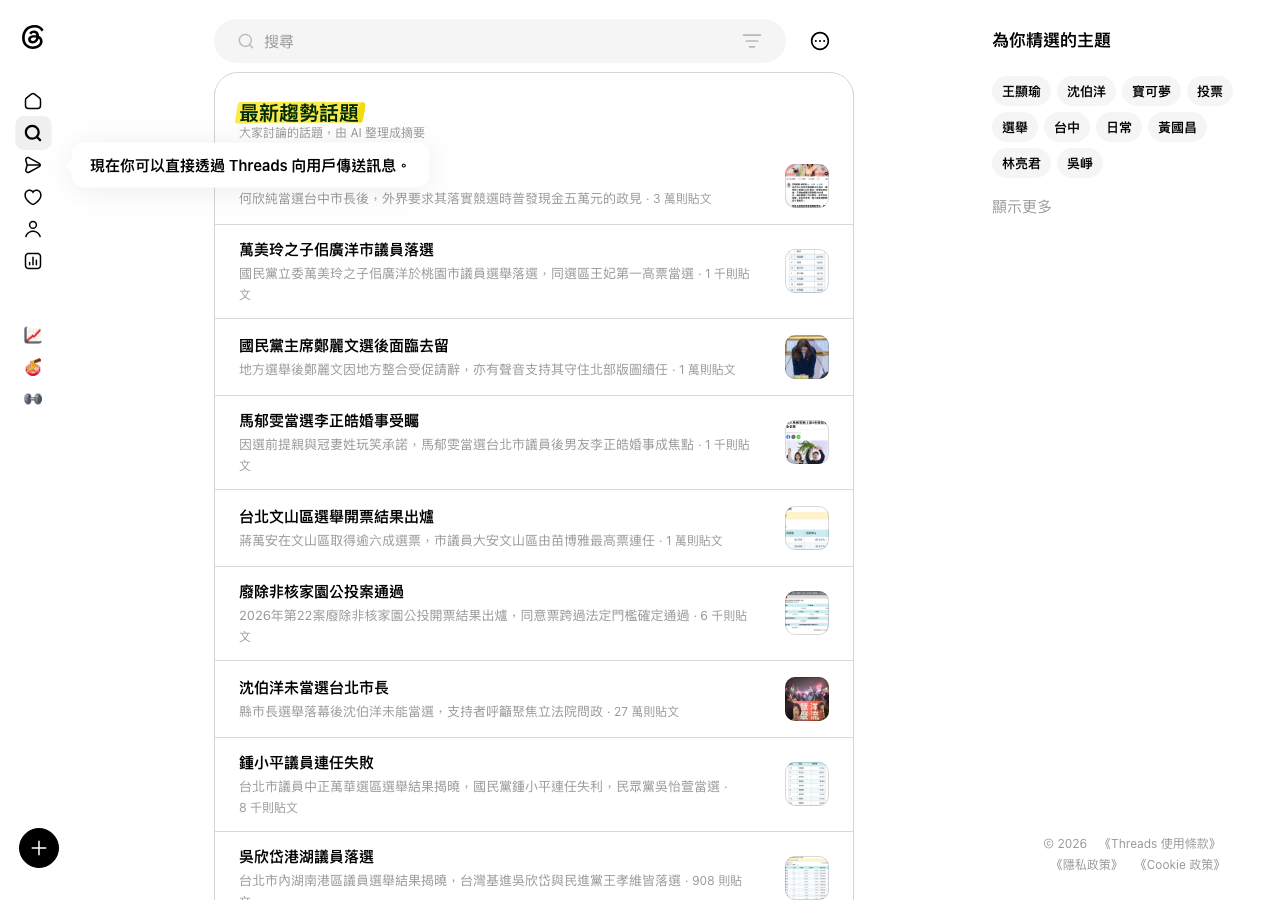 搜尋
最新趨勢話題
大家討論的話題，由 AI 整理成摘要
現在你可以直接透過 Threads 向用戶傳送訊息。
何欣純當選台中市長後，外界要求其落實競選時普發現金五萬元的政見 · 3 萬則貼文
萬美玲之子侶廣洋市議員落選
國民黨立委萬美玲之子侶廣洋於桃園市議員選舉落選，同選區王妃第一高票當選 · 1 千則貼
文
國民黨主席鄭麗文選後面臨去留
地方選舉後鄭麗文因地方整合受促請辭，亦有聲音支持其守住北部版圖續任 · 1 萬則貼文
馬郁雯當選李正皓婚事受矚
因選前提親與冠妻姓玩笑承諾，馬郁雯當選台北市議員後男友李正皓婚事成焦點 · 1 千則貼
文
台北文山區選舉開票結果出爐
蔣萬安在文山區取得逾六成選票，市議員大安文山區由苗博雅最高票連任 · 1 萬則貼文
廢除非核家園公投案通過
2026年第22案廢除非核家園公投開票結果出爐，同意票跨過法定門檻確定通過 · 6 千則貼
文
沈伯洋未當選台北市長
縣市長選舉落幕後沈伯洋未能當選，支持者呼籲聚焦立法院問政 · 27 萬則貼文
鍾小平議員連任失敗
台北市議員中正萬華選區選舉結果揭曉，國民黨鍾小平連任失利，民眾黨吳怡萱當選 ·
8 千則貼文
吳欣岱港湖議員落選
台北市內湖南港區議員選舉結果揭曉，台灣基進吳欣岱與民進黨王孝維皆落選 · 908 則貼
文
為你精選的主題
王顥瑜 沈伯洋 寶可夢 投票
選舉 台中 日常 黃國昌
林亮君 吳崢
顯示更多
© 2026 《Threads 使用條款》
《隱私政策》 《Cookie 政策》